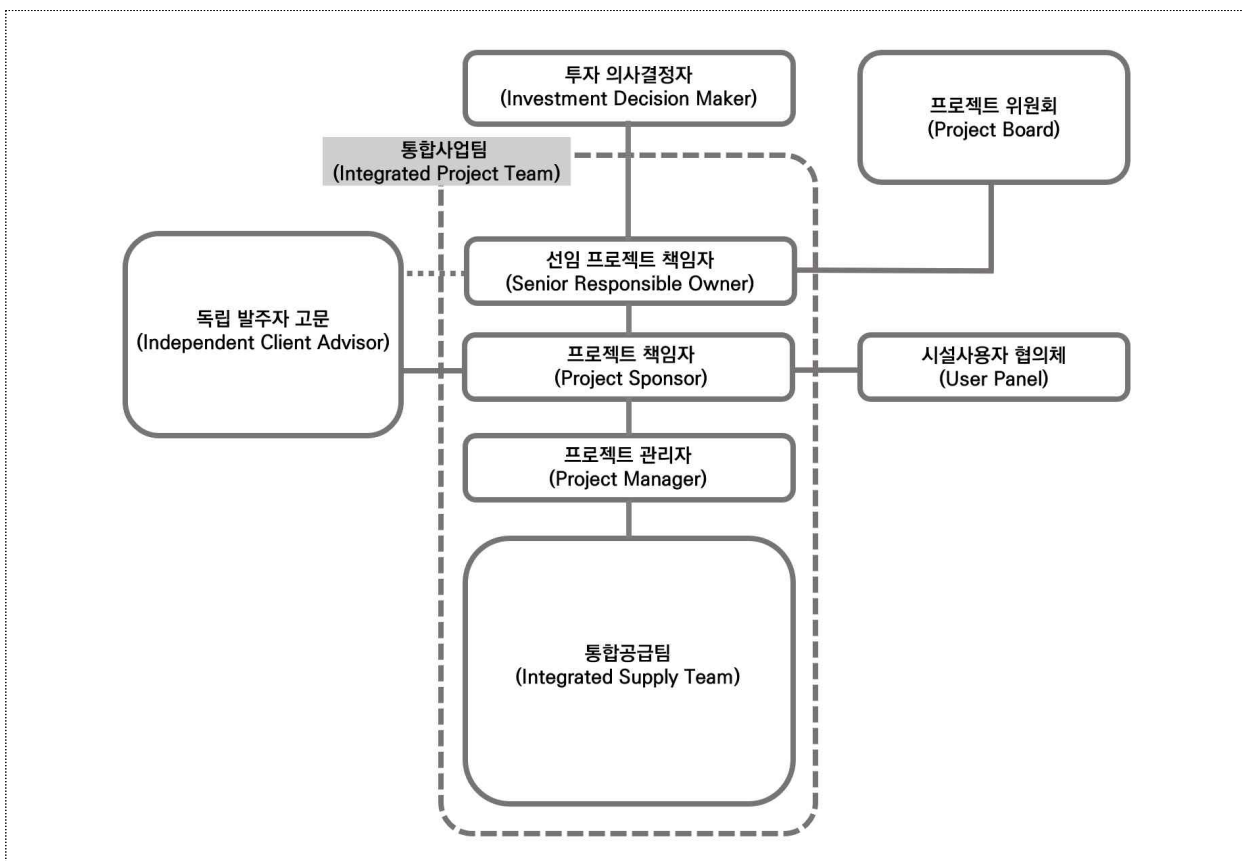 투자 의사결정자
(Investment Decision Maker)
프로젝트 위원회
(Project Board)
통합사업팀
(Integrated Project Team)
선임 프로젝트 책임자
(Senior Responsible Owner)
독립 발주자 고문
(Independent Client Advisor)
프로젝트 책임자
(Project Sponsor)
시설사용자 협의체
(User Panel)
프로젝트 관리자
(Project Manager)
통합공급팀
(Integrated Supply Team)